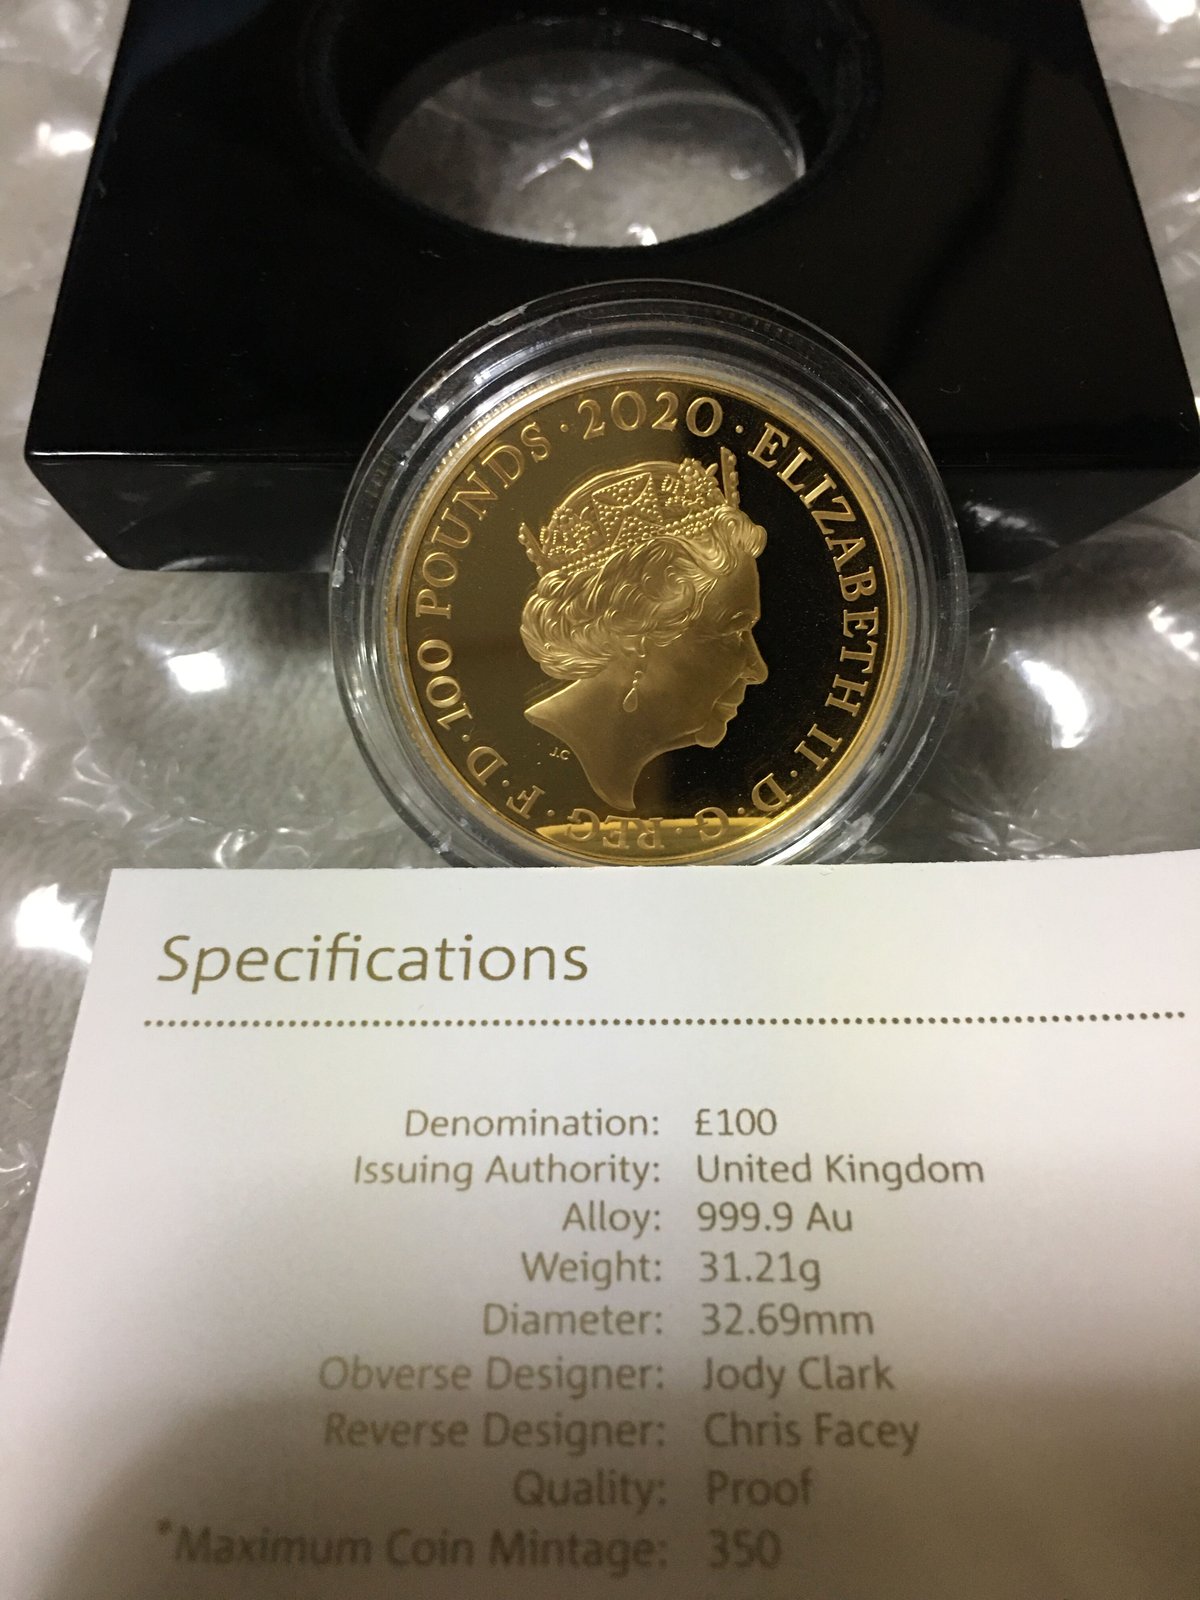 · 2020 · ELIZABETH II · D · G · REG · F · D · 100 POUNDS
J.C
Specifications
Denomination: £100
Issuing Authority: United Kingdom
Alloy: 999.9 Au
Weight: 31.21g
Diameter: 32.69mm
Obverse Designer: Jody Clark
Reverse Designer: Chris Facey
Quality: Proof
*Maximum Coin Mintage: 350